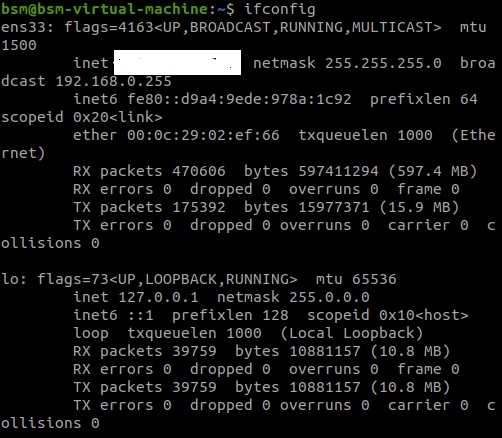 bsm@bsm-virtual-machine:~$ ifconfig
ens33: flags=4163<UP,BROADCAST,RUNNING,MULTICAST>  mtu
1500
        inet  netmask 255.255.255.0  broa
dcast 192.168.0.255
        inet6 fe80::d9a4:9ede:978a:1c92  prefixlen 64
scopeid 0x20<link>
        ether 00:0c:29:02:ef:66  txqueuelen 1000  (Ethe
rnet)
        RX packets 470606  bytes 597411294 (597.4 MB)
        RX errors 0  dropped 0  overruns 0  frame 0
        TX packets 175392  bytes 15977371 (15.9 MB)
        TX errors 0  dropped 0 overruns 0  carrier 0  c
ollisions 0

lo: flags=73<UP,LOOPBACK,RUNNING>  mtu 65536
        inet 127.0.0.1  netmask 255.0.0.0
        inet6 ::1  prefixlen 128  scopeid 0x10<host>
        loop  txqueuelen 1000  (Local Loopback)
        RX packets 39759  bytes 10881157 (10.8 MB)
        RX errors 0  dropped 0  overruns 0  frame 0
        TX packets 39759  bytes 10881157 (10.8 MB)
        TX errors 0  dropped 0 overruns 0  carrier 0  c
ollisions 0